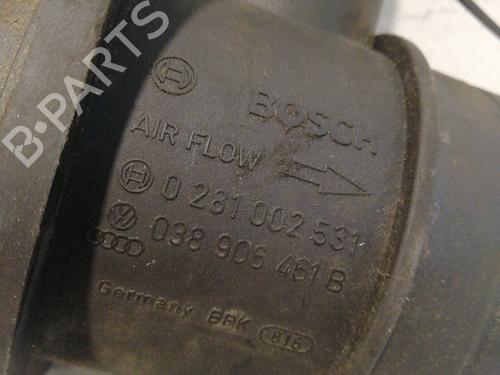 B-PARTS
BOSCH
AIR FLOW
0 281 002 531
038 906 461 B
Germany BRK 816